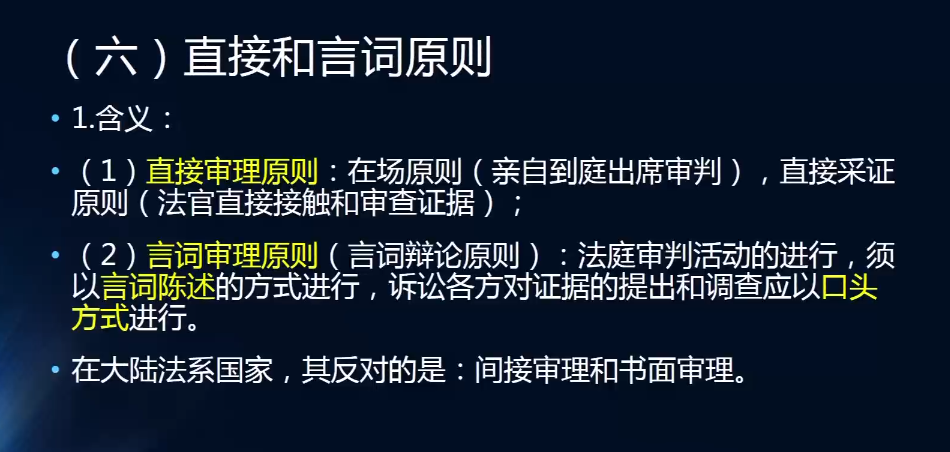 （六）直接和言词原则
• 1.含义：
• （1）直接审理原则：在场原则（亲自到庭出席审判），直接采证
原则（法官直接接触和审查证据）；
• （2）言词审理原则（言词辩论原则）：法庭审判活动的进行，须
以言词陈述的方式进行，诉讼各方对证据的提出和调查应以口头
方式进行。
• 在大陆法系国家，其反对的是：间接审理和书面审理。